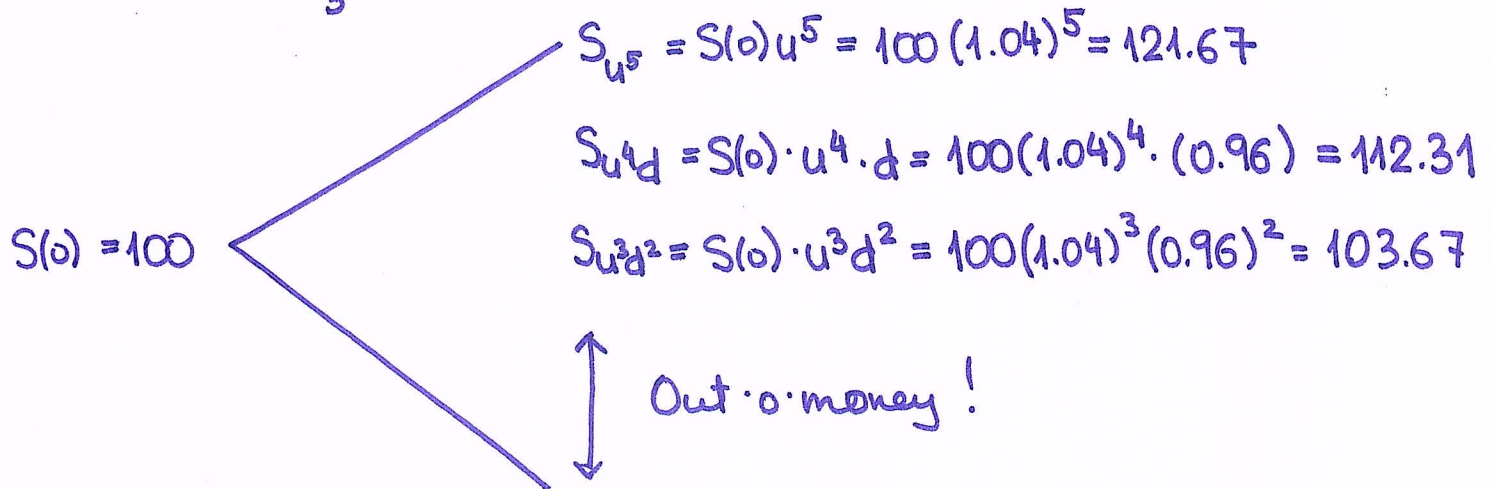 S_{u^5} = S(0)u^5 = 100(1.04)^5 = 121.67
S_{u^4d} = S(0)·u^4·d = 100(1.04)^4·(0.96) = 112.31
S(0) = 100
S_{u^3d^2} = S(0)·u^3d^2 = 100(1.04)^3(0.96)^2 = 103.67
Out·o·money!